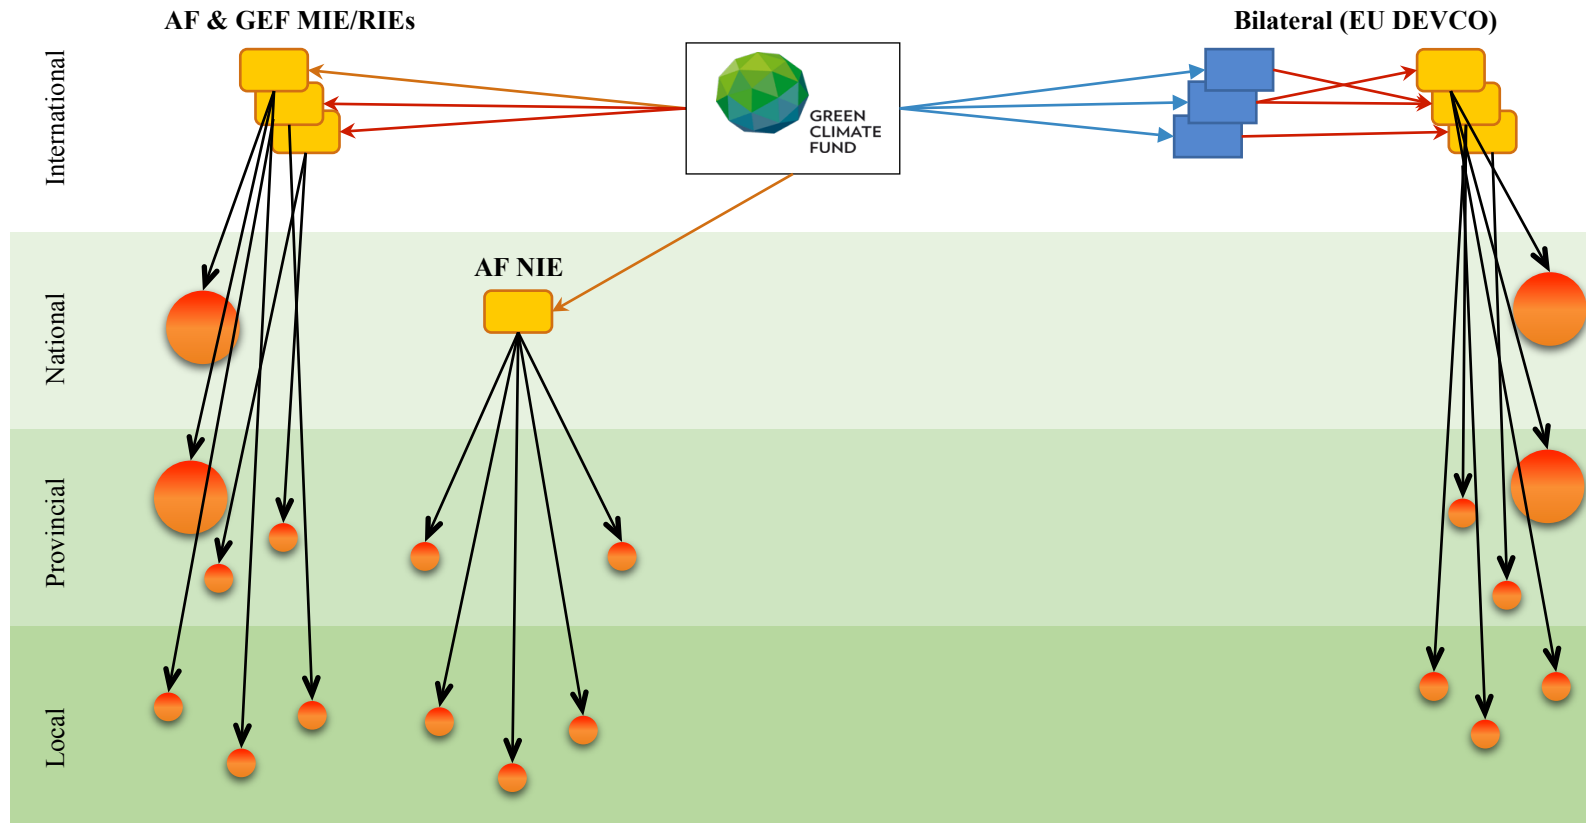 AF & GEF MIE/RIEs
Bilateral (EU DEVCO)
International
GREEN
CLIMATE
FUND
AF NIE
National
Provincial
Local